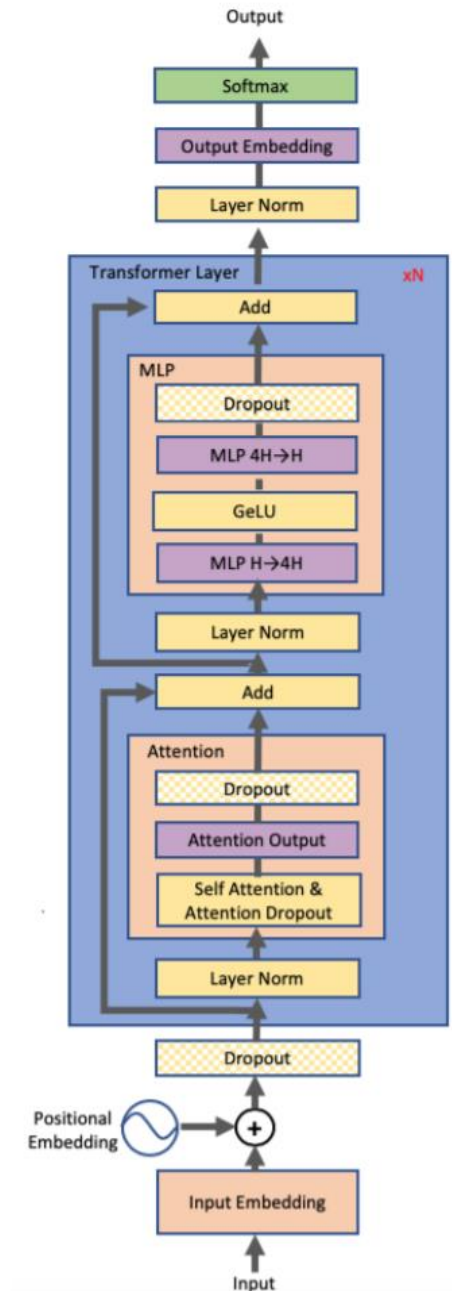 Output
Softmax
Output Embedding
Layer Norm
Transformer Layer
xN
Add
MLP
Dropout
MLP 4H→H
GeLU
MLP H→4H
Layer Norm
Add
Attention
Dropout
Attention Output
Self Attention &
Attention Dropout
Layer Norm
Dropout
Positional
Embedding
+
Input Embedding
Input